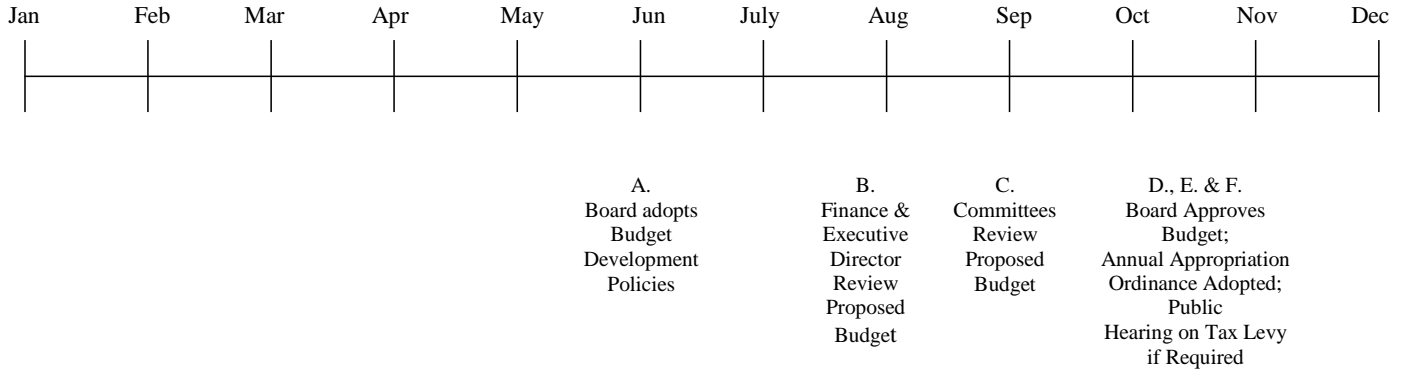 Jan Feb Mar Apr May Jun July Aug Sep Oct Nov Dec
A.
Board adopts
Budget
Development
Policies
B.
Finance &
Executive
Director
Review
Proposed
Budget
C.
Committees
Review
Proposed
Budget
D., E. & F.
Board Approves
Budget;
Annual Appropriation
Ordinance Adopted;
Public
Hearing on Tax Levy
if Required